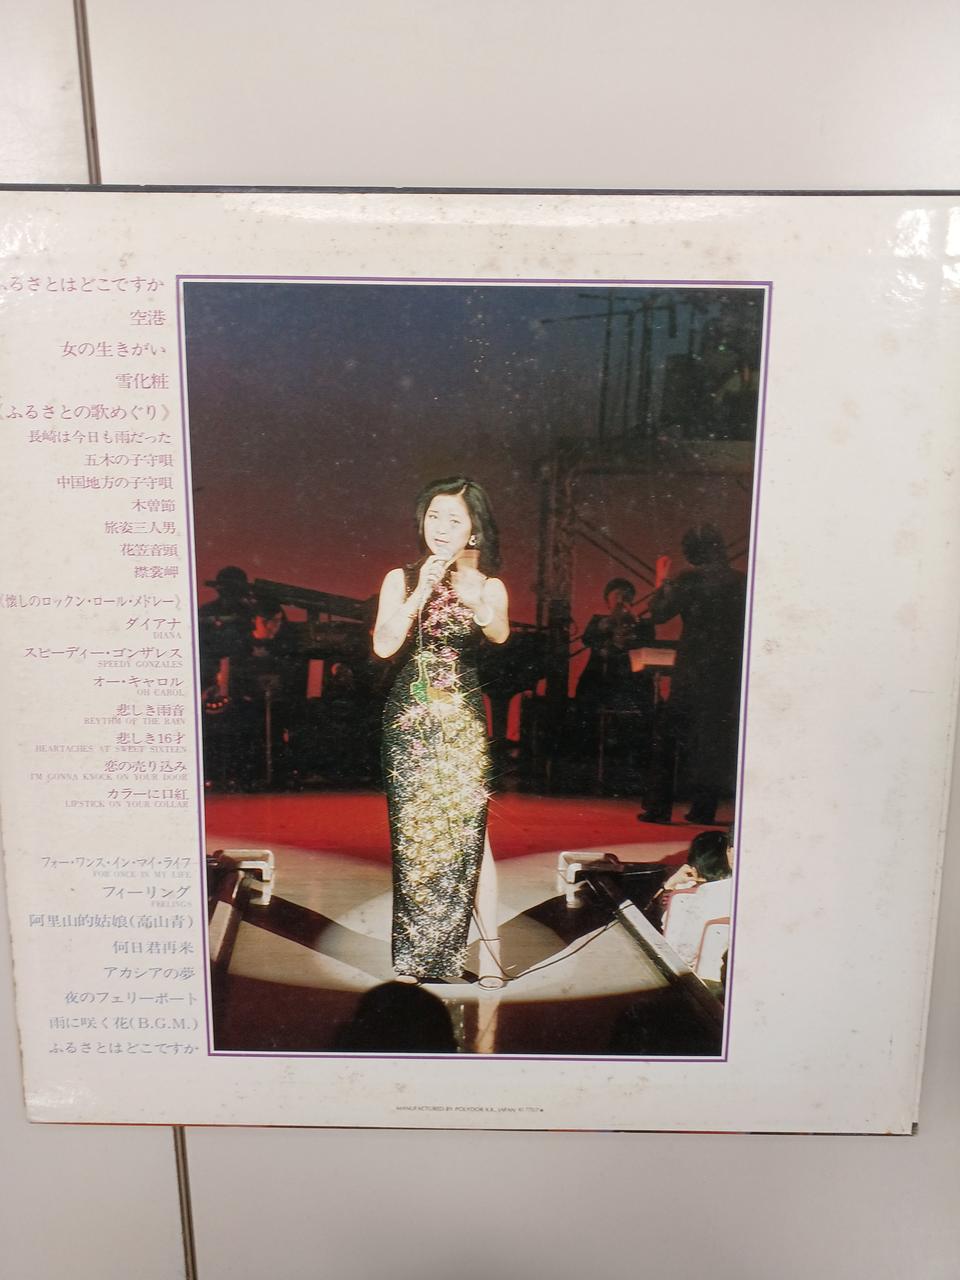 ふるさとはどこですか
空港
女の生きがい
雪化粧
《ふるさとの歌めぐり》
長崎は今日も雨だった
五木の子守唄
中国地方の子守唄
木曽節
旅姿三人男
花笠音頭
襟裳岬
《懐しのロックン・ロール・メドレー》
ダイアナ
DIANA
スピーディー・ゴンザレス
SPEEDY GONZALES
オー・キャロル
OH CAROL
悲しき雨音
REYTHM OF THE RAIN
悲しき16才
HEARTACHES AT SWEET SIXTEEN
恋の売り込み
I'M GONNA KNOCK ON YOUR DOOR
カラーに口紅
LIPSTICK ON YOUR COLLAR
フォー・ワンス・イン・マイ・ライフ
FOR ONCE IN MY LIFE
フィーリング
FEELINGS
阿里山的姑娘(高山青)
何日君再来
アカシアの夢
夜のフェリーボート
雨に咲く花(B.G.M.)
ふるさとはどこですか
MANUFACTURED BY POLYDOR K.K., JAPAN